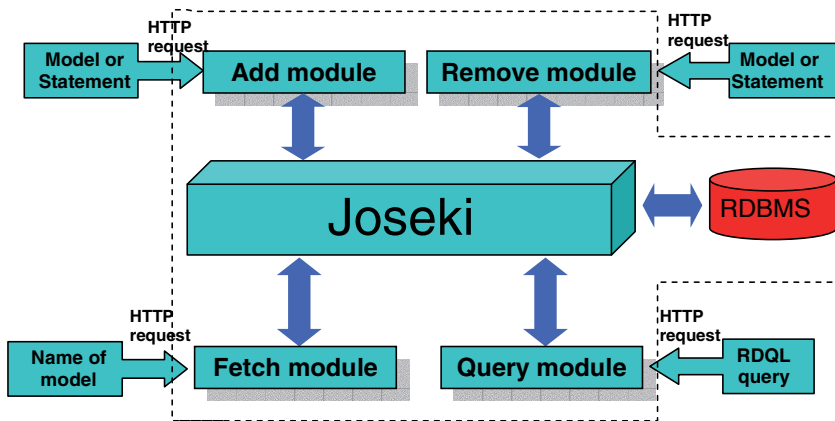 HTTP
request
Model or
Statement
Add module
Remove module
HTTP
request
Model or
Statement
Joseki
RDBMS
HTTP
request
Name of
model
Fetch module
Query module
HTTP
request
RDQL
query